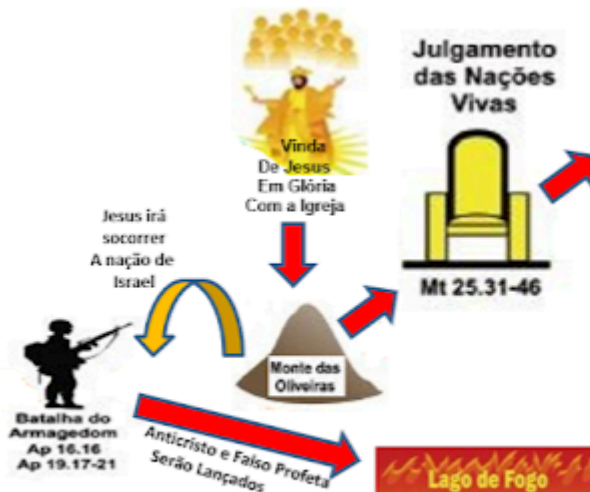 Vinda
De Jesus
Em Glória
Com a Igreja
Julgamento
das Nações
Vivas
Mt 25.31-46
Jesus irá
socorrer
A nação de
Israel
Monte das
Oliveiras
Batalha do
Armagedom
Ap 16.16
Ap 19.17-21
Anticristo e Falso Profeta
Serão Lançados
Lago de Fogo